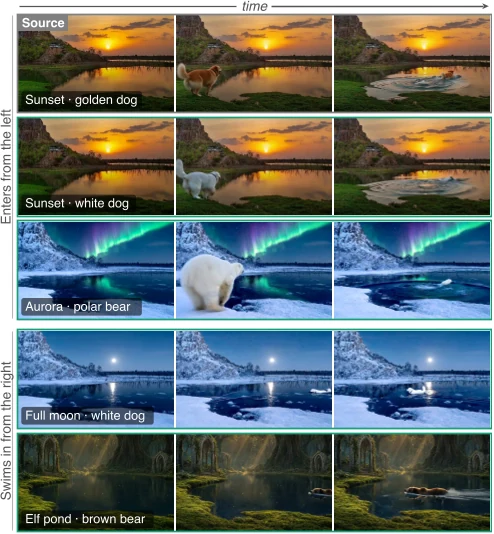 time
Source
Enters from the left
Sunset · golden dog
Sunset · white dog
Aurora · polar bear
Swims in from the right
Full moon · white dog
Elf pond · brown bear